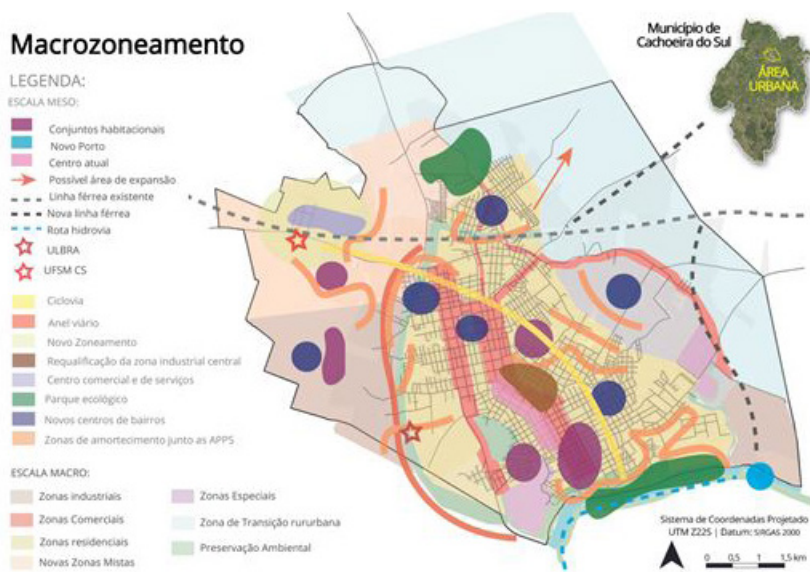 Macrozoneamento
LEGENDA:
ESCALA MESO:
Conjuntos habitacionais
Novo Porto
Centro atual
Possível área de expansão
Linha férrea existente
Nova linha férrea
Rota hidrovia
ULBRA
UFSM CS
Ciclovia
Anel viário
Novo Zoneamento
Requalificação da zona industrial central
Centro comercial e de serviços
Parque ecológico
Novos centros de bairros
Zonas de amortecimento junto as APPS
ESCALA MACRO:
Zonas industriais
Zonas Comerciais
Zonas residenciais
Novas Zonas Mistas
Zonas Especiais
Zona de Transição rururbana
Preservação Ambiental
Município de
Cachoeira do Sul
ÁREA
URBANA
Sistema de Coordenadas Projetado
UTM Z22S | Datum: SIRGAS 2000
0 0,5 1 1,5 km